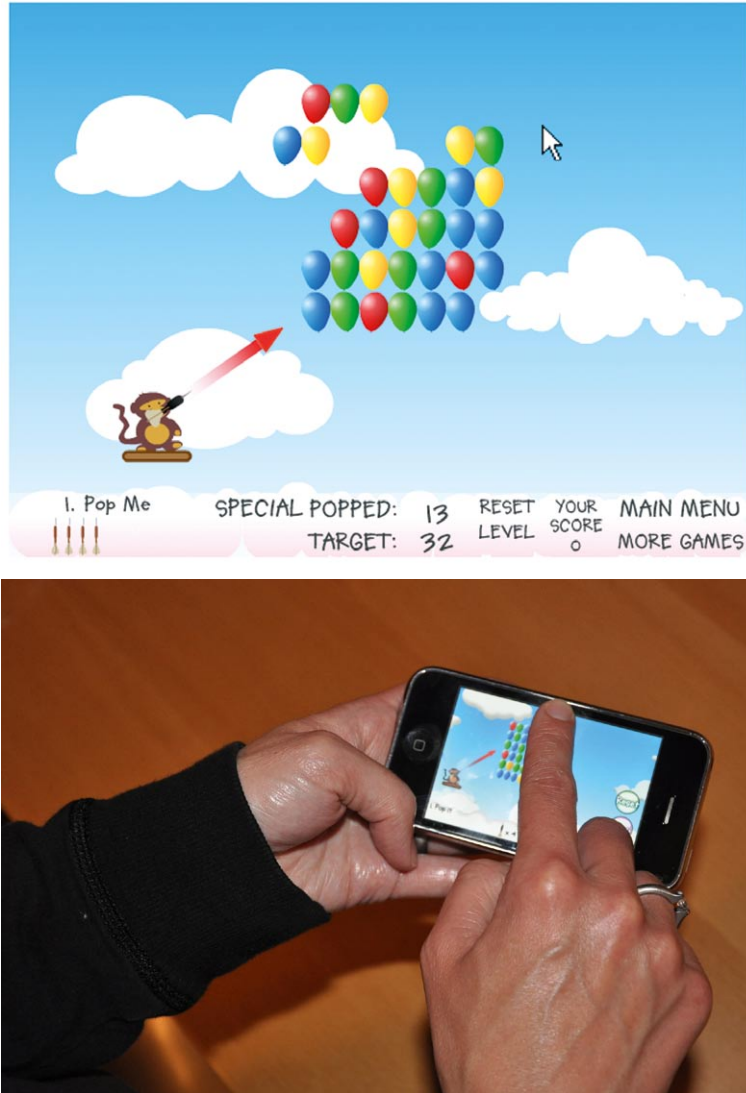 1. Pop Me
SPECIAL POPPED: 13
TARGET: 32
RESET
LEVEL
YOUR
SCORE
0
MAIN MENU
MORE GAMES